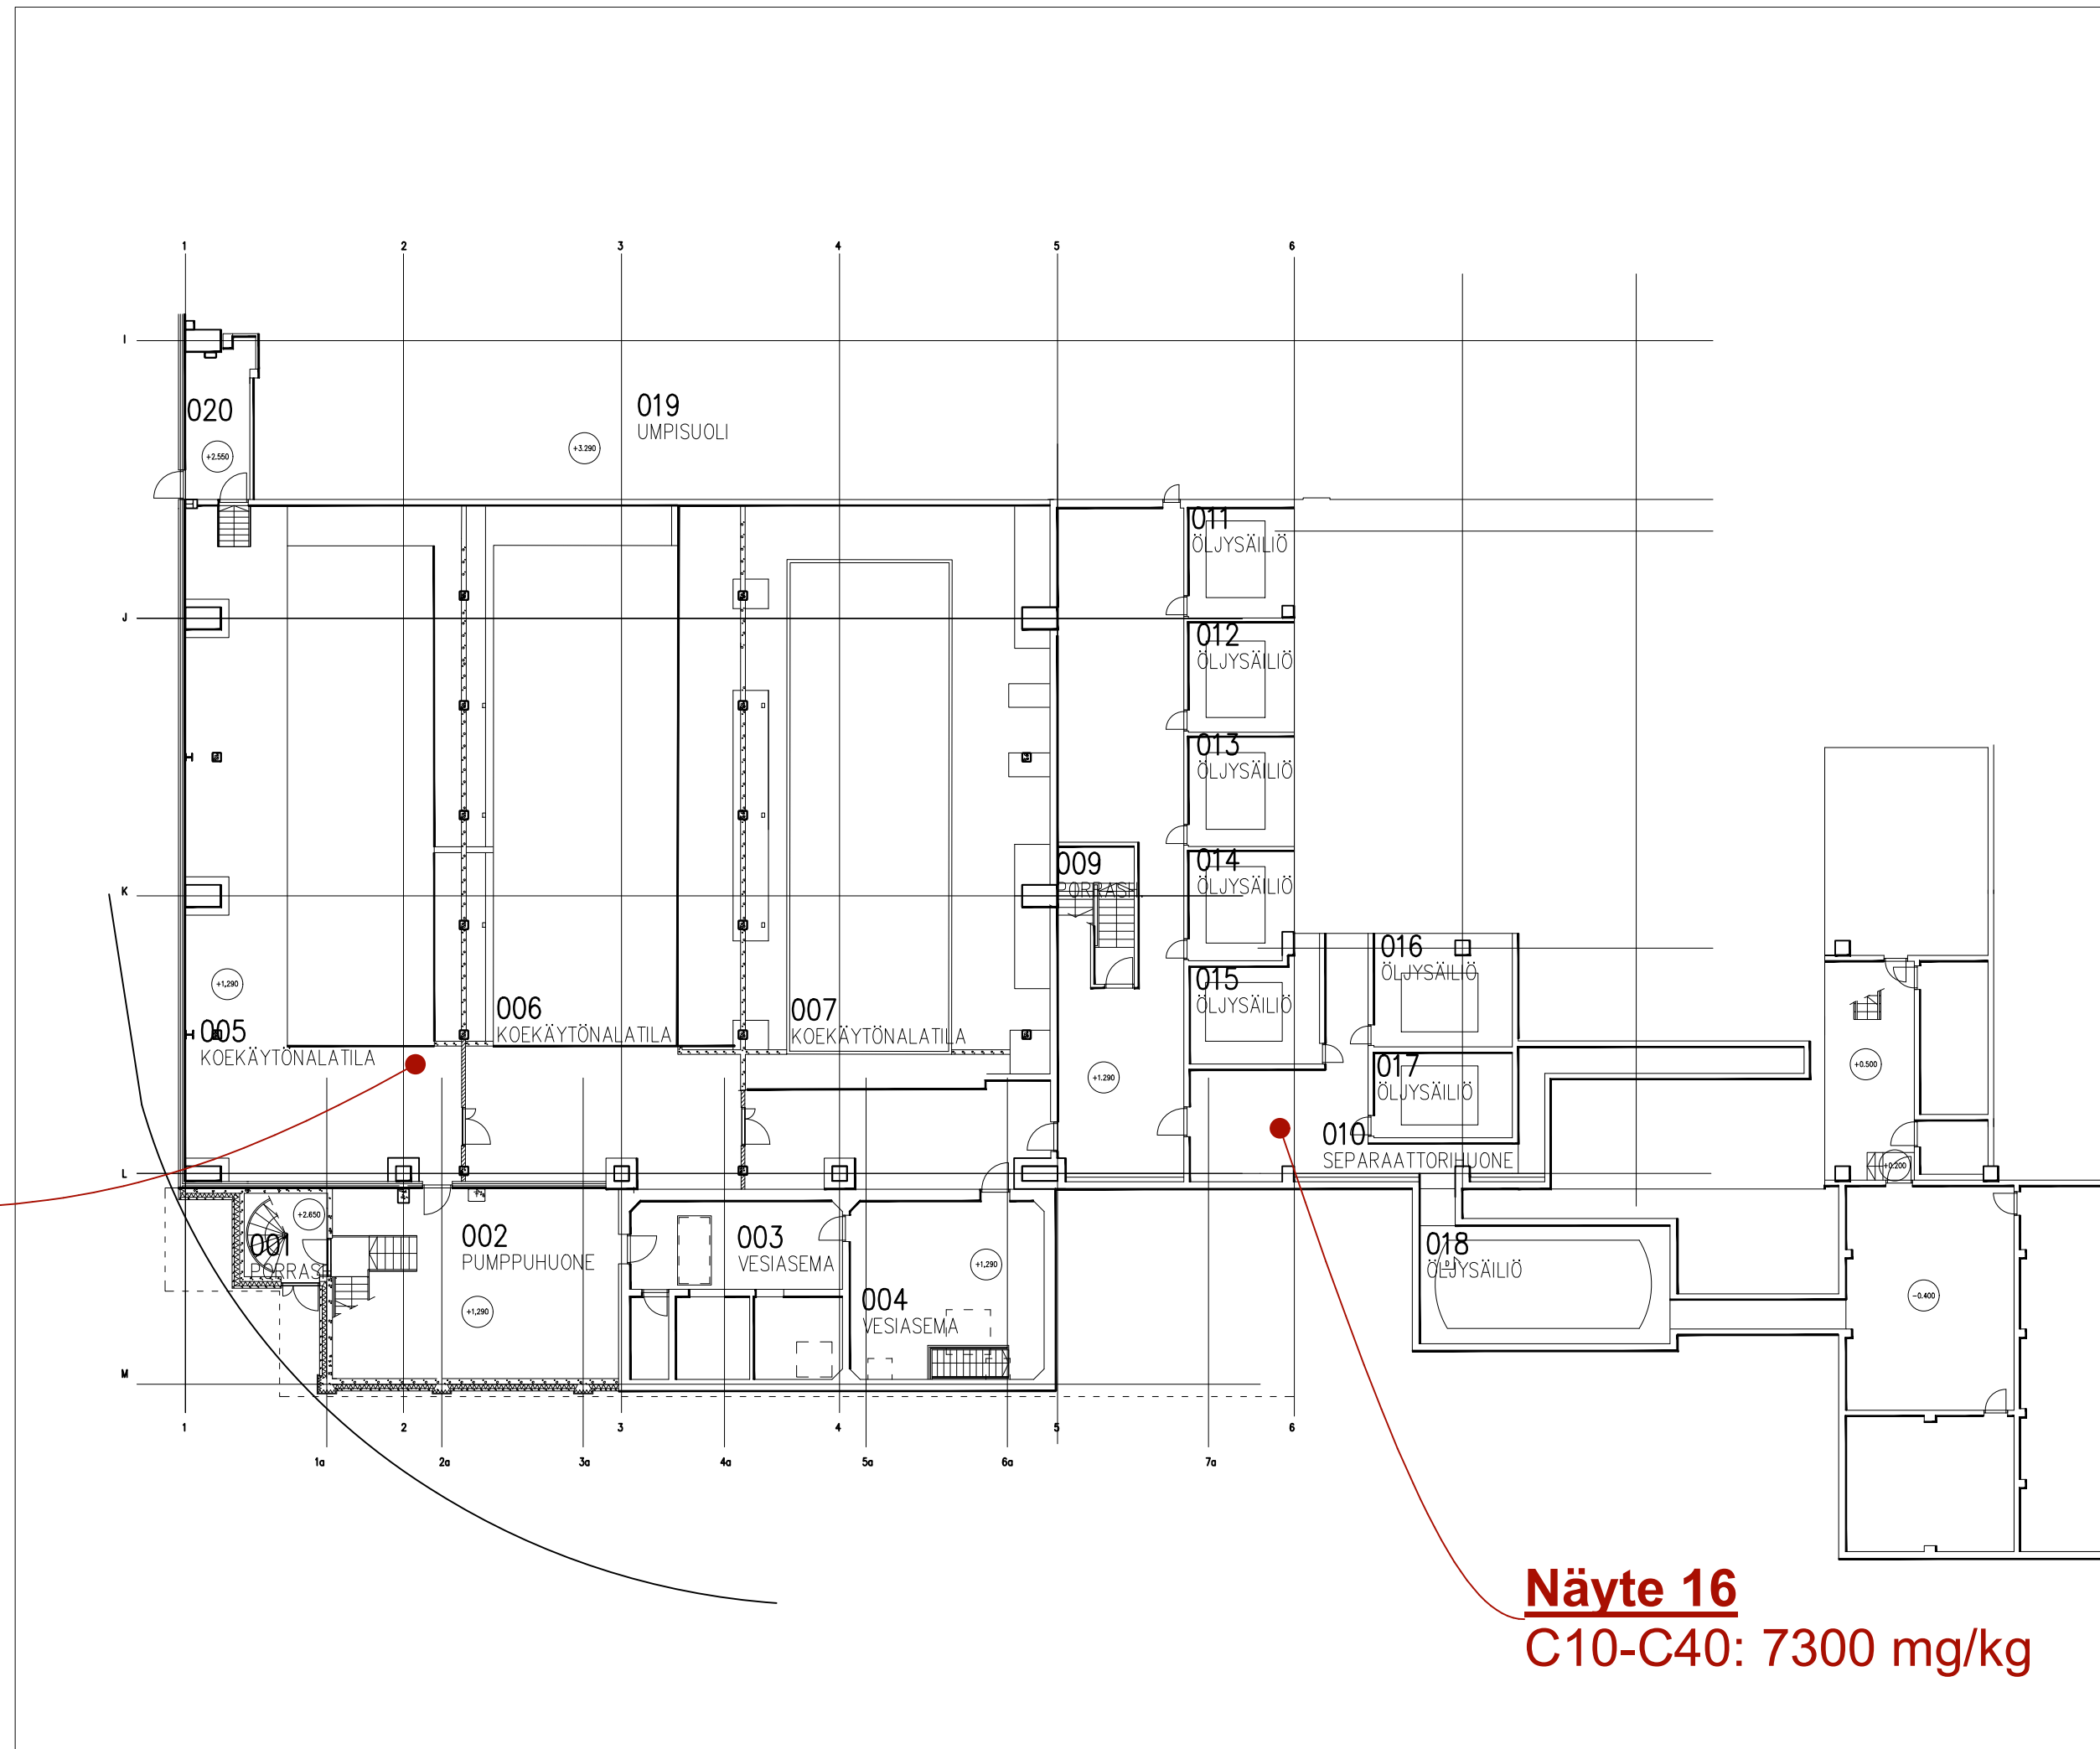 1 2 3 4 5 6
I
020
019
UMPISUOLI
+2.550
+3.290
011
ÖLJYSÄILIÖ
J
012
ÖLJYSÄILIÖ
013
ÖLJYSÄILIÖ
K
009
PORRASH.
014
ÖLJYSÄILIÖ
016
ÖLJYSÄILIÖ
015
ÖLJYSÄILIÖ
+1,290
006
KOEKÄYTÖNALATILA
007
KOEKÄYTÖNALATILA
005
KOEKÄYTÖNALATILA
+1.290
017
ÖLJYSÄILIÖ
+0.500
010
SEPARAATTORIHUONE
L
+0.200
+2.650
001
PORRAS
002
PUMPPUHUONE
003
VESIASEMA
+1,290
018
ÖLJYSÄILIÖ
D
004
VESIASEMA
+1,290
-0.400
M
1 2 3 4 5 6
1a 2a 3a 4a 5a 6a 7a
Näyte 16
C10-C40: 7300 mg/kg